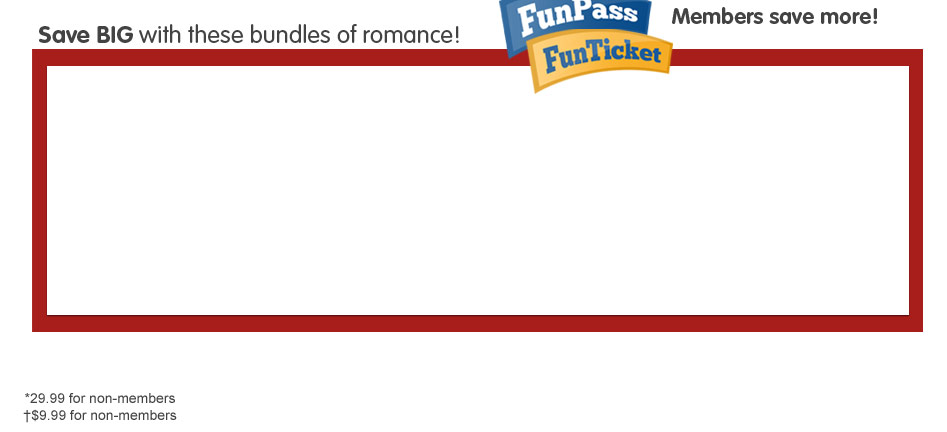 Save BIG with these bundles of romance!
FunPass
FunTicket
Members save more!
*29.99 for non-members
†$9.99 for non-members